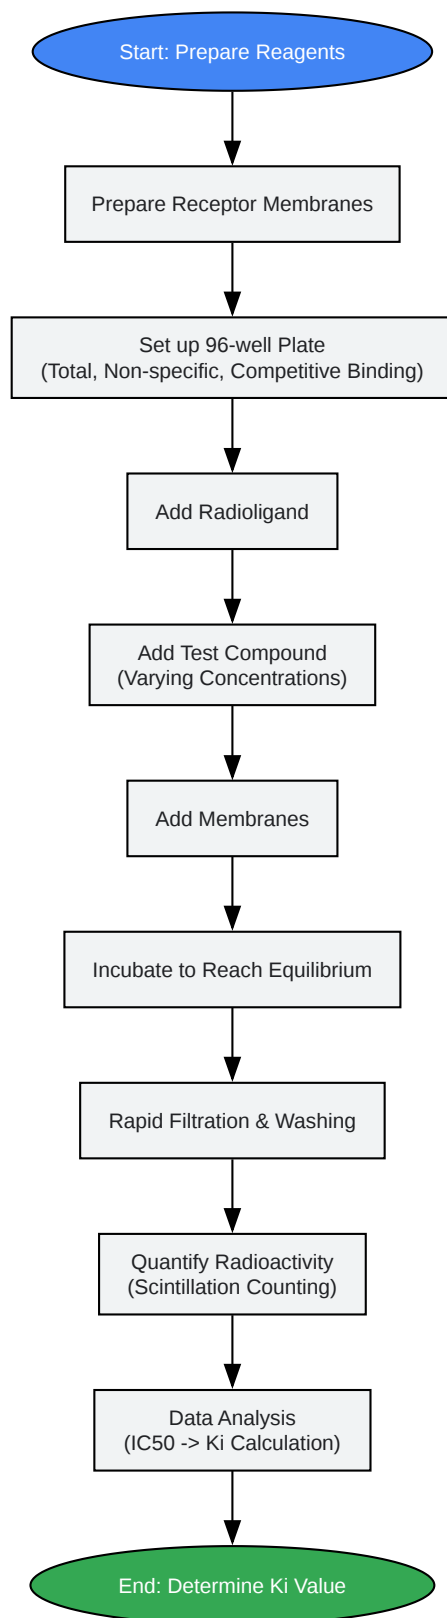 Start: Prepare Reagents
Prepare Receptor Membranes
Set up 96-well Plate
(Total, Non-specific, Competitive Binding)
Add Radioligand
Add Test Compound
(Varying Concentrations)
Add Membranes
Incubate to Reach Equilibrium
Rapid Filtration & Washing
Quantify Radioactivity
(Scintillation Counting)
Data Analysis
(IC50 -> Ki Calculation)
End: Determine Ki Value